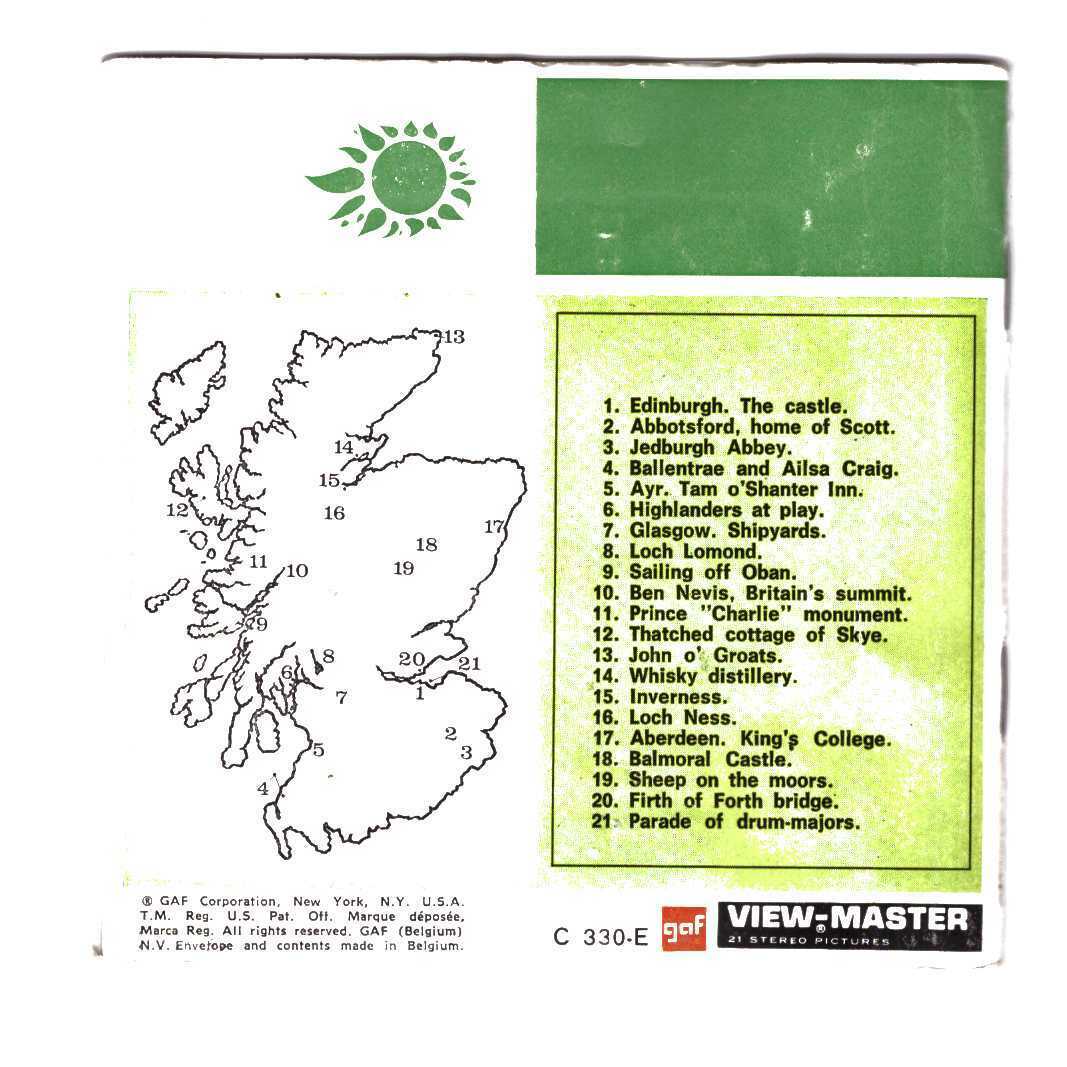 13
14
15
16
12
17
18
11
10
19
9
8
20
21
6
1
7
2
5
3
4
1. Edinburgh. The castle.
2. Abbotsford, home of Scott.
3. Jedburgh Abbey.
4. Ballentrae and Ailsa Craig.
5. Ayr. Tam o'Shanter Inn.
6. Highlanders at play.
7. Glasgow. Shipyards.
8. Loch Lomond.
9. Sailing off Oban.
10. Ben Nevis, Britain's summit.
11. Prince "Charlie" monument.
12. Thatched cottage of Skye.
13. John o' Groats.
14. Whisky distillery.
15. Inverness.
16. Loch Ness.
17. Aberdeen. King's College.
18. Balmoral Castle.
19. Sheep on the moors.
20. Firth of Forth bridge.
21. Parade of drum-majors.
® GAF Corporation, New York, N.Y. U.S.A.
T.M. Reg. U.S. Pat. Off. Marque déposée,
Marca Reg. All rights reserved. GAF (Belgium)
N.V. Envelope and contents made in Belgium.
C 330-E
gaf
VIEW-MASTER®
21 STEREO PICTURES